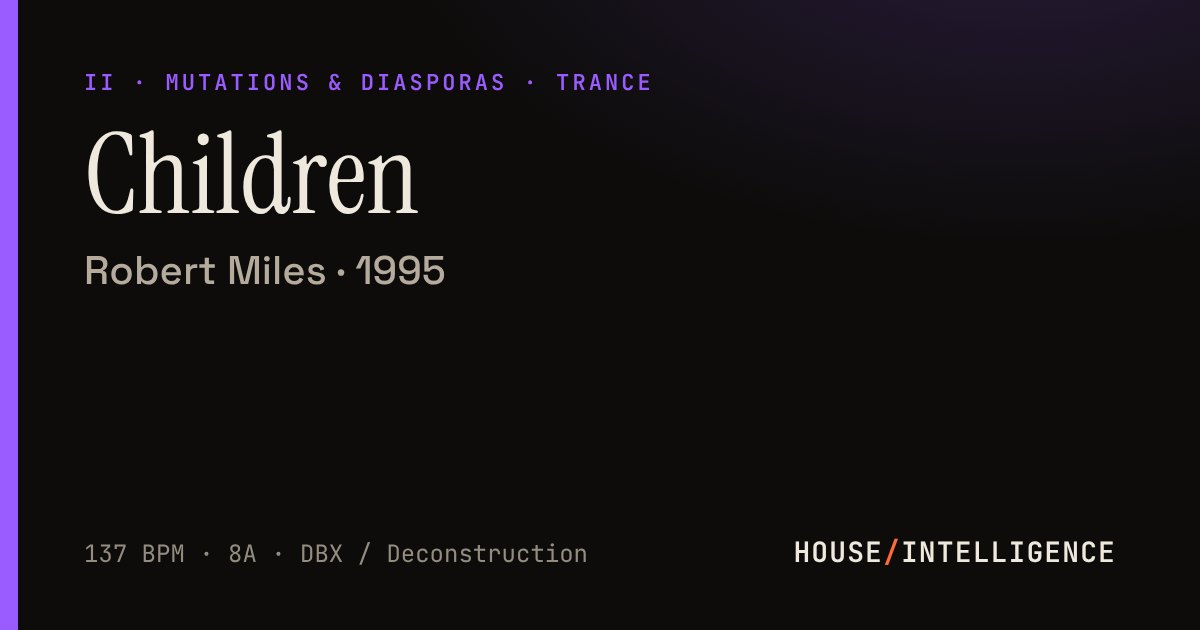 II · MUTATIONS & DIASPORAS · TRANCE
Children
Robert Miles · 1995
137 BPM · 8A · DBX / Deconstruction
HOUSE/INTELLIGENCE